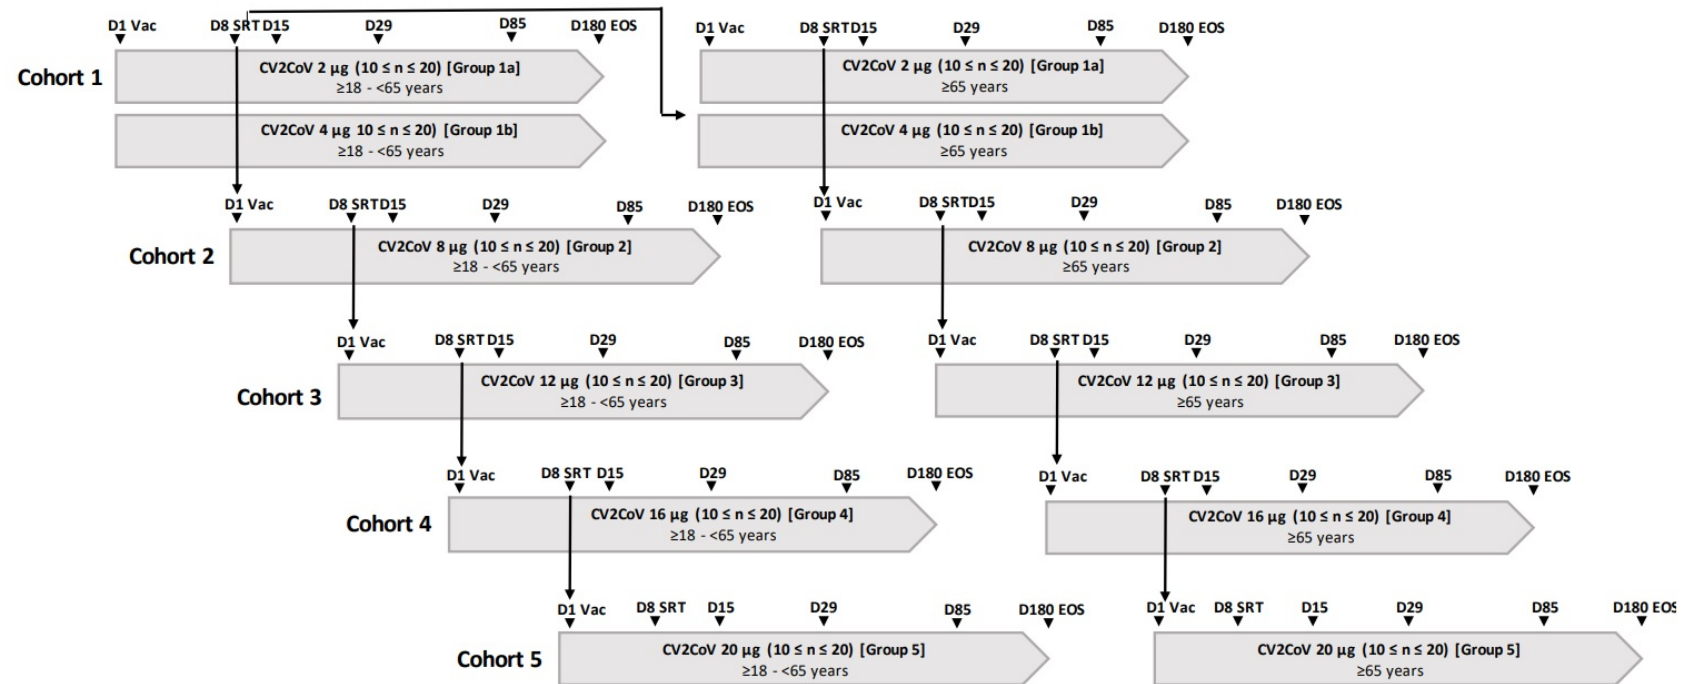 D1 Vac D8 SRT D15 D29 D85 D180 EOS
D1 Vac D8 SRT D15 D29 D85 D180 EOS
Cohort 1
CV2CoV 2 µg (10 ≤ n ≤ 20) [Group 1a]
≥18 - <65 years
CV2CoV 4 µg 10 ≤ n ≤ 20) [Group 1b]
≥18 - <65 years
CV2CoV 2 µg (10 ≤ n ≤ 20) [Group 1a]
≥65 years
CV2CoV 4 µg (10 ≤ n ≤ 20) [Group 1b]
≥65 years
D1 Vac D8 SRT D15 D29 D85 D180 EOS
D1 Vac D8 SRT D15 D29 D85 D180 EOS
Cohort 2
CV2CoV 8 µg (10 ≤ n ≤ 20) [Group 2]
≥18 - <65 years
CV2CoV 8 µg (10 ≤ n ≤ 20) [Group 2]
≥65 years
D1 Vac D8 SRT D15 D29 D85 D180 EOS
D1 Vac D8 SRT D15 D29 D85 D180 EOS
Cohort 3
CV2CoV 12 µg (10 ≤ n ≤ 20) [Group 3]
≥18 - <65 years
CV2CoV 12 µg (10 ≤ n ≤ 20) [Group 3]
≥65 years
D1 Vac D8 SRT D15 D29 D85 D180 EOS
D1 Vac D8 SRT D15 D29 D85 D180 EOS
Cohort 4
CV2CoV 16 µg (10 ≤ n ≤ 20) [Group 4]
≥18 - <65 years
CV2CoV 16 µg (10 ≤ n ≤ 20) [Group 4]
≥65 years
D1 Vac D8 SRT D15 D29 D85 D180 EOS
D1 Vac D8 SRT D15 D29 D85 D180 EOS
Cohort 5
CV2CoV 20 µg (10 ≤ n ≤ 20) [Group 5]
≥18 - <65 years
CV2CoV 20 µg (10 ≤ n ≤ 20) [Group 5]
≥65 years